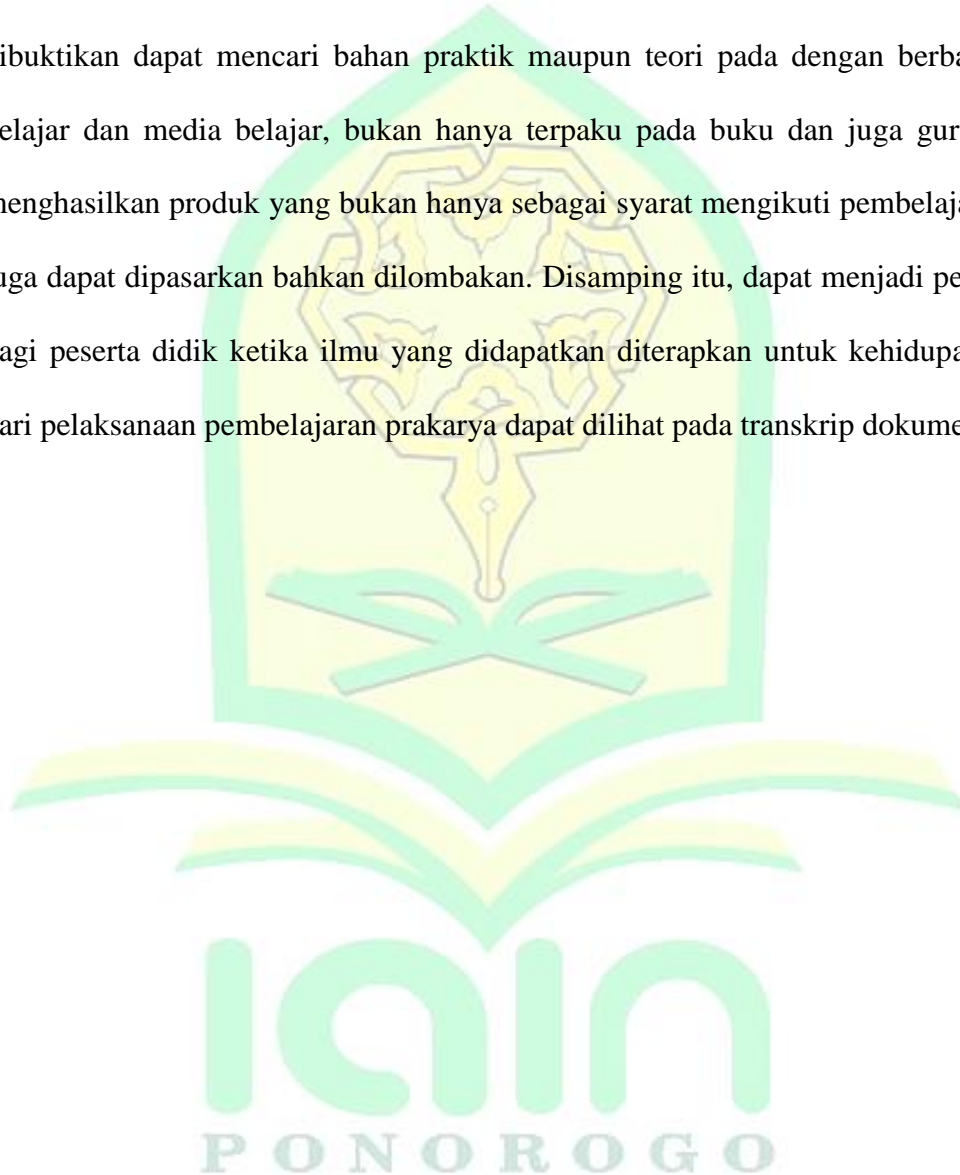 ibuktikan dapat mencari bahan praktik maupun teori pada dengan berba
elajar dan media belajar, bukan hanya terpaku pada buku dan juga gur
nenghasilkan produk yang bukan hanya sebagai syarat mengikuti pembelaja
uga dapat dipasarkan bahkan dilombakan. Disamping itu, dapat menjadi pe
agi peserta didik ketika ilmu yang didapatkan diterapkan untuk kehidupa
ari pelaksanaan pembelajaran prakarya dapat dilihat pada transkrip dokume
iain
PONOROGO